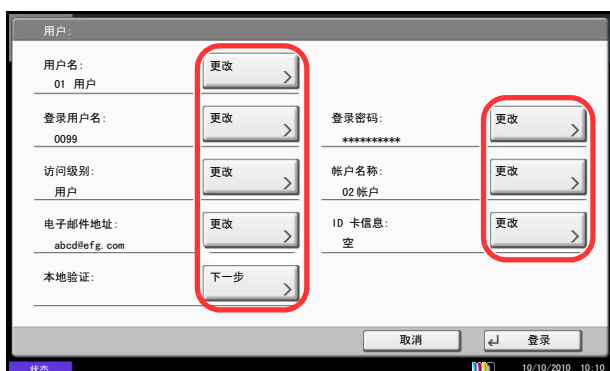 用户:
用户名:
更改
01 用户
登录用户名:
更改
0099
登录密码:
更改
**********
访问级别:
更改
用户
帐户名称:
更改
02 帐户
电子邮件地址:
更改
abcd@efg.com
ID 卡信息:
更改
空
本地验证:
下一步
取消
登录
状态
10/10/2010 10:10